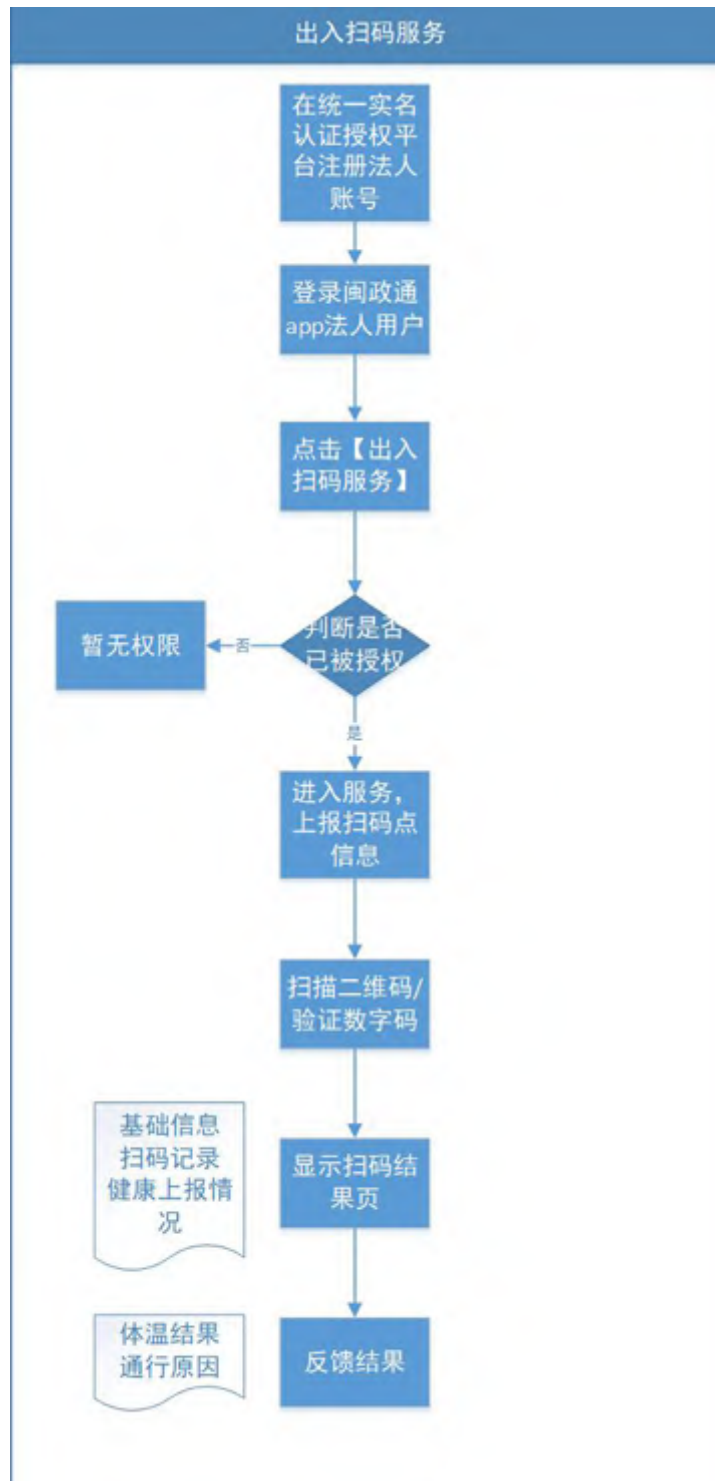 出入扫码服务
在统一实名
认证授权平
台注册法人
账号
登录闽政通
app法人用户
点击【出入
扫码服务】
判断是否
已被授权
否
暂无权限
是
进入服务，
上报扫码点
信息
扫描二维码/
验证数字码
基础信息
扫码记录
健康上报情
况
显示扫码结
果页
体温结果
通行原因
反馈结果